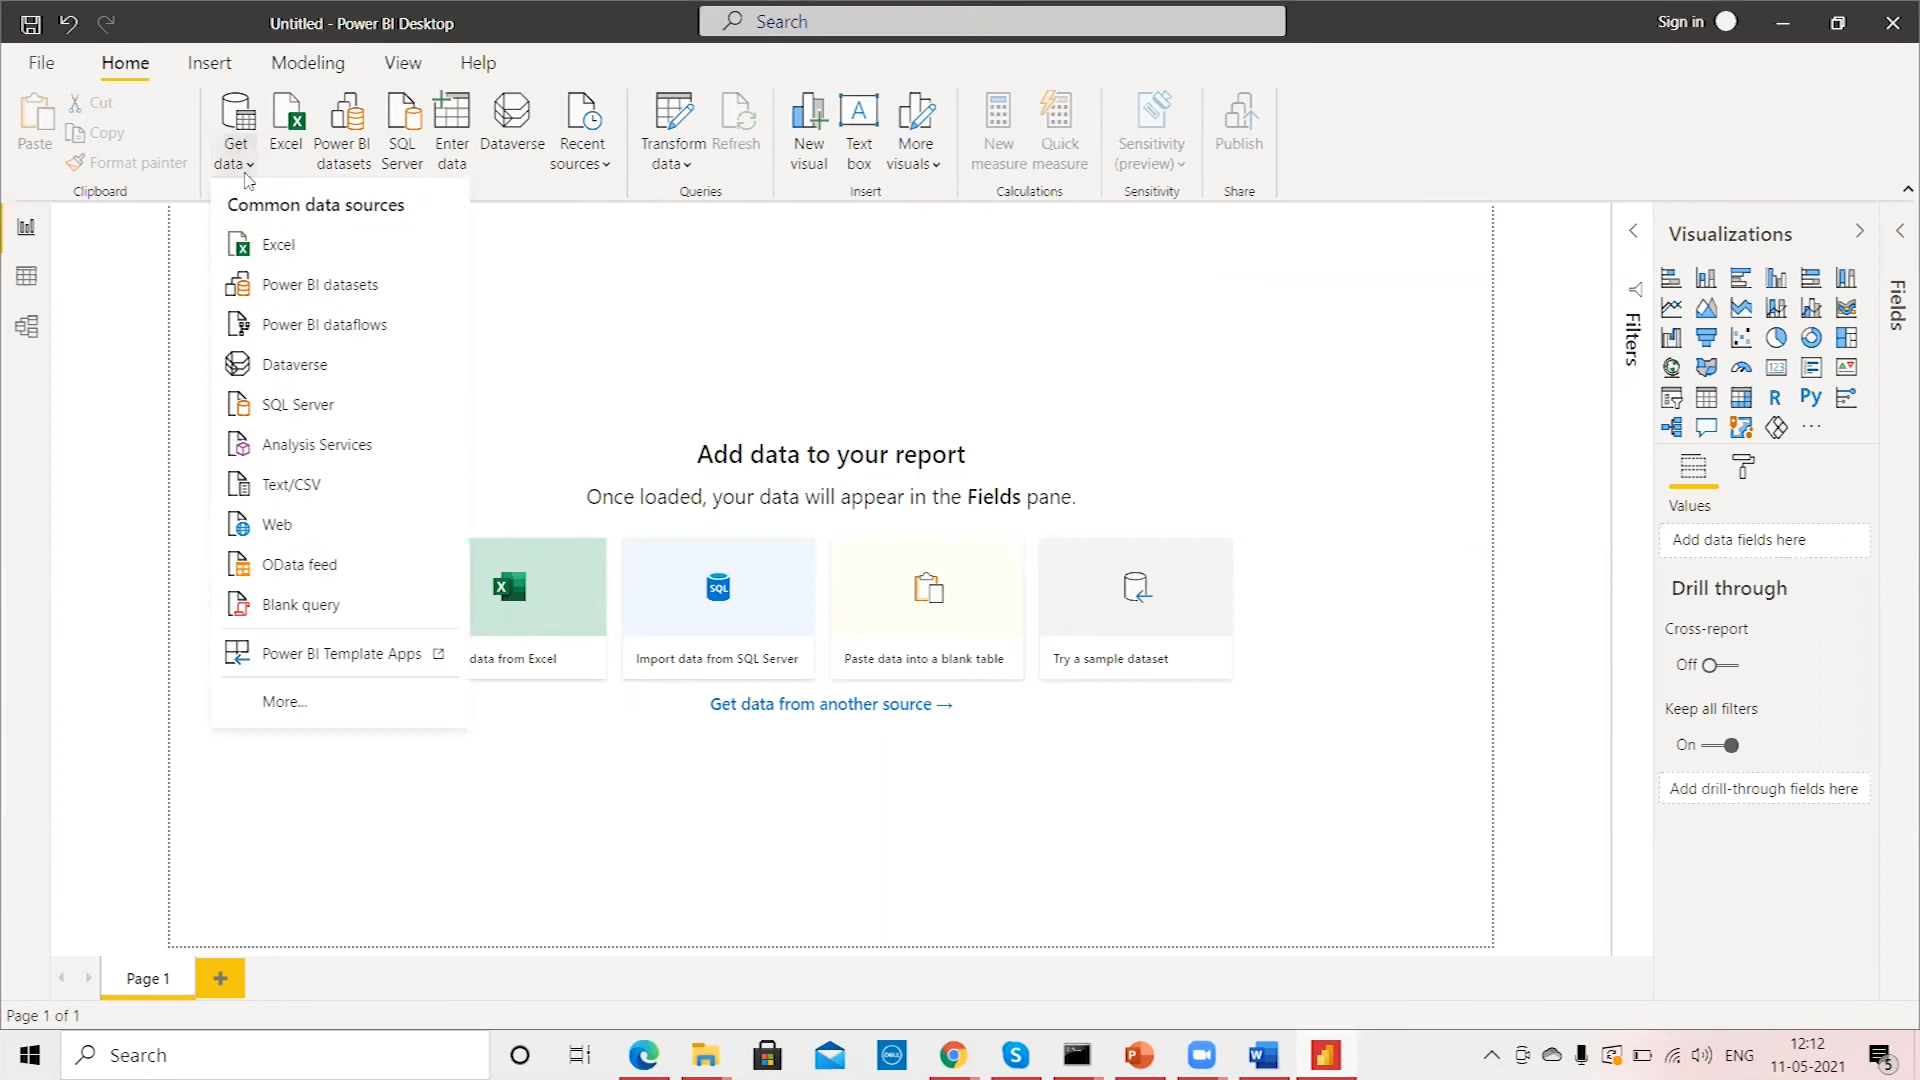 Untitled - Power BI Desktop
Search
Sign in
File
Home
Insert
Modeling
View
Help
Paste
Cut
Copy
Format painter
Clipboard
Get data
Excel
Power BI datasets
SQL Server
Enter data
Dataverse
Recent sources
Transform data
Refresh
Queries
New visual
Text box
More visuals
Insert
New measure
Quick measure
Calculations
Sensitivity (preview)
Sensitivity
Publish
Share
Common data sources
Excel
Power BI datasets
Power BI dataflows
Dataverse
SQL Server
Analysis Services
Text/CSV
Web
OData feed
Blank query
Power BI Template Apps
More...
Add data to your report
Once loaded, your data will appear in the Fields pane.
SQL
data from Excel
Import data from SQL Server
Paste data into a blank table
Try a sample dataset
Get data from another source →
Filters
Visualizations
123
R
Py
...
Values
Add data fields here
Drill through
Cross-report
Off
Keep all filters
On
Add drill-through fields here
Fields
Page 1
Page 1 of 1
Search
DELL
ENG
12:12
11-05-2021
5